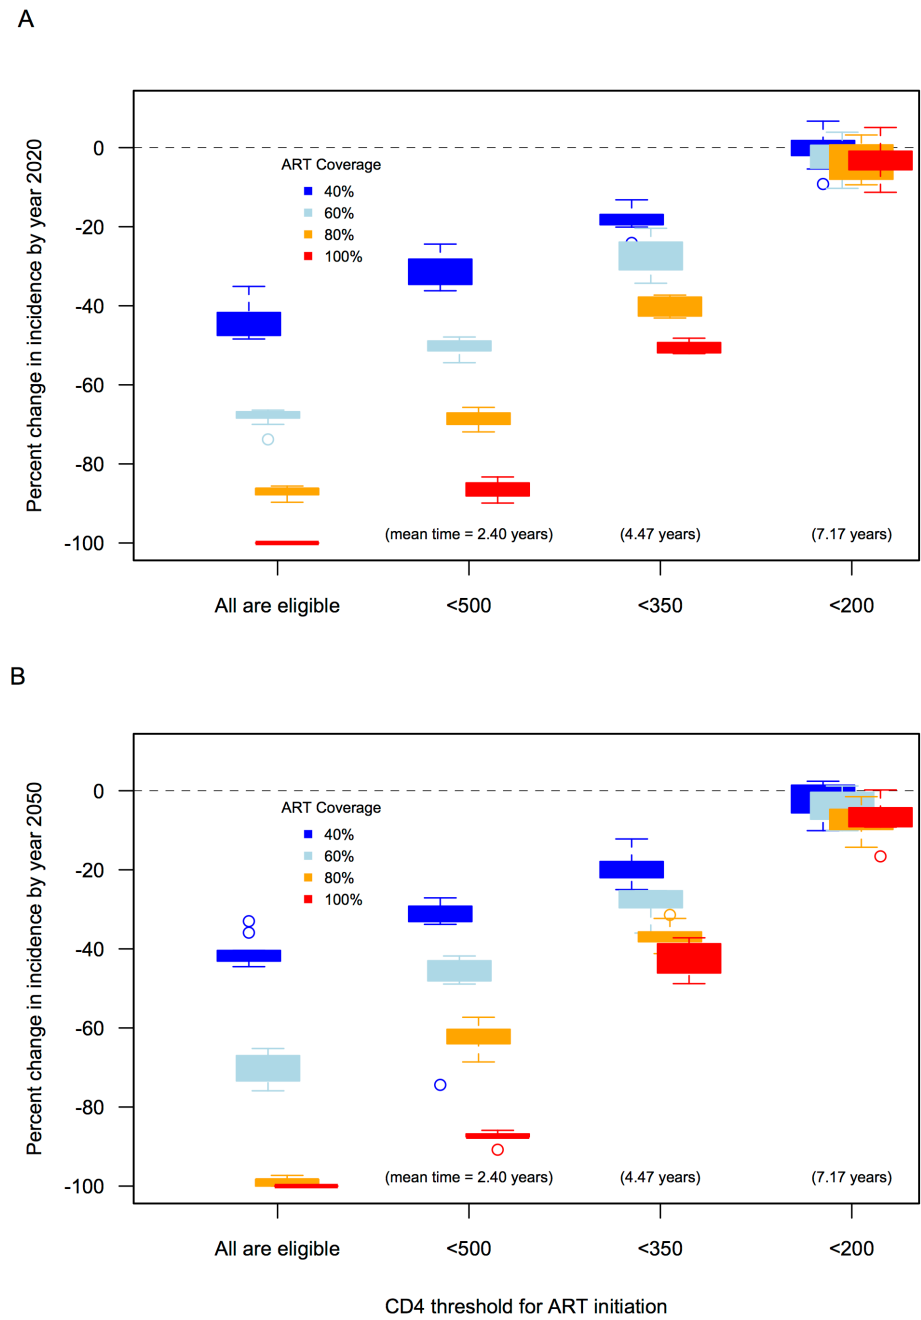 A
Percent change in incidence by year 2020
0
-20
-40
-60
-80
-100
ART Coverage
40%
60%
80%
100%
(mean time = 2.40 years) (4.47 years) (7.17 years)
All are eligible <500 <350 <200
B
Percent change in incidence by year 2050
0
-20
-40
-60
-80
-100
ART Coverage
40%
60%
80%
100%
(mean time = 2.40 years) (4.47 years) (7.17 years)
All are eligible <500 <350 <200
CD4 threshold for ART initiation